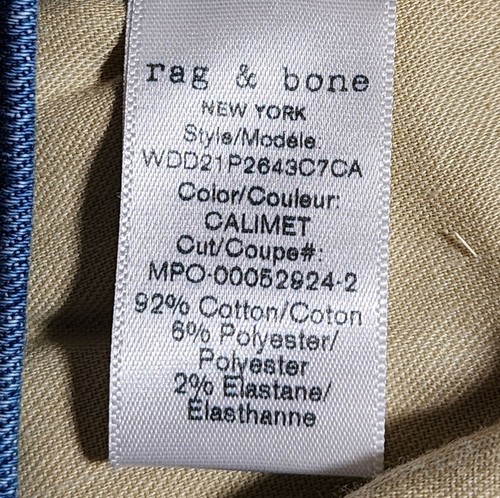 rag & bone
NEW YORK
Style/Modèle:
WDD21P2643C7CA
Color/Couleur:
CALIMET
Cut/Coupe#:
MPO-00052924-2
92% Cotton/Coton
6% Polyester/
Polyester
2% Elastane/
Élasthanne